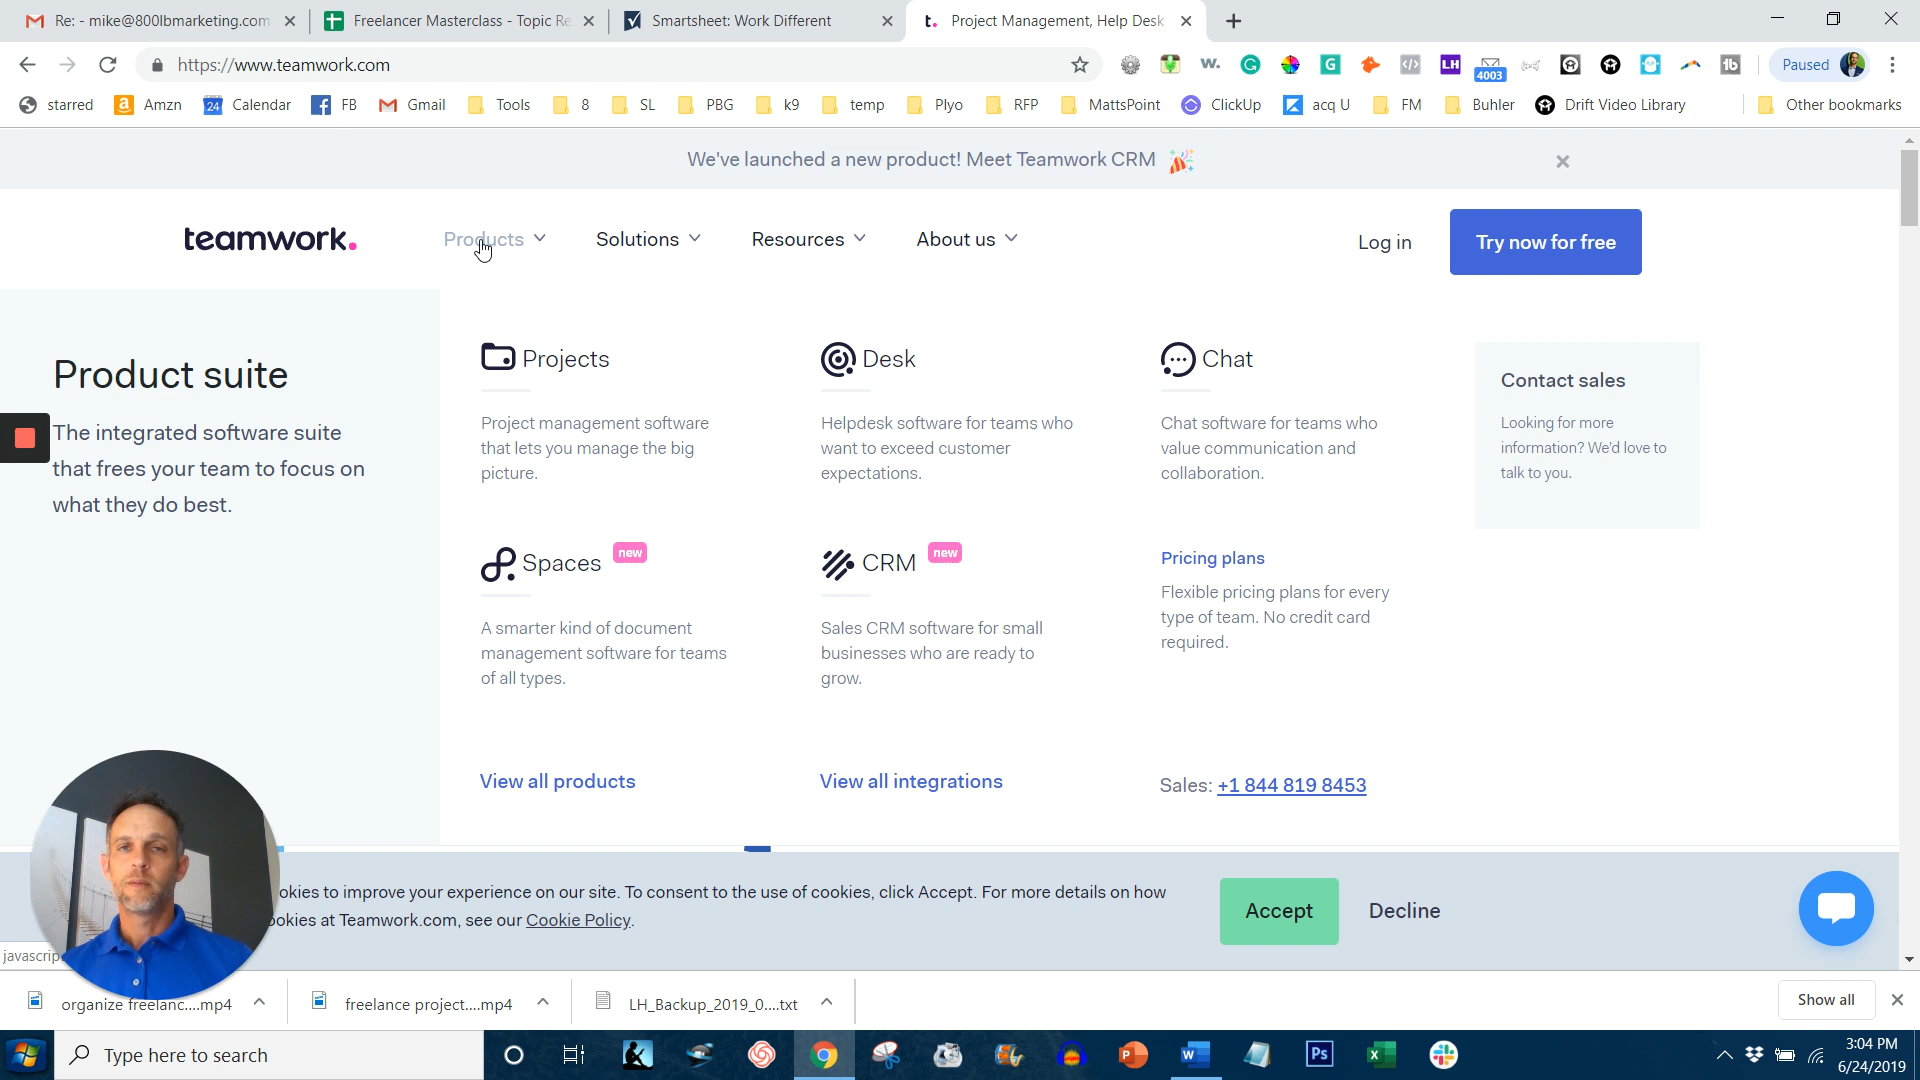 Re: - mike@800lbmarketing.com
Freelancer Masterclass - Topic Re
Smartsheet: Work Different
t. Project Management, Help Desk
https://www.teamwork.com
w.
G
LH
4003
1b
Paused
starred
Amzn
24 Calendar
FB
Gmail
Tools
8
SL
PBG
k9
temp
Plyo
RFP
MattsPoint
ClickUp
acq U
FM
Buhler
Drift Video Library
Other bookmarks
We've launched a new product! Meet Teamwork CRM
teamwork.
Products
Solutions
Resources
About us
Log in
Try now for free
Product suite
The integrated software suite
that frees your team to focus on
what they do best.
Projects
Project management software
that lets you manage the big
picture.
Desk
Helpdesk software for teams who
want to exceed customer
expectations.
Chat
Chat software for teams who
value communication and
collaboration.
Contact sales
Looking for more
information? We'd love to
talk to you.
Spaces new
A smarter kind of document
management software for teams
of all types.
CRM new
Sales CRM software for small
businesses who are ready to
grow.
Pricing plans
Flexible pricing plans for every
type of team. No credit card
required.
View all products
View all integrations
Sales: +1 844 819 8453
okies to improve your experience on our site. To consent to the use of cookies, click Accept. For more details on how
ookies at Teamwork.com, see our Cookie Policy.
Accept
Decline
javascrip
organize freelanc....mp4
freelance project....mp4
LH_Backup_2019_0....txt
Show all
Type here to search
Ps
3:04 PM
6/24/2019